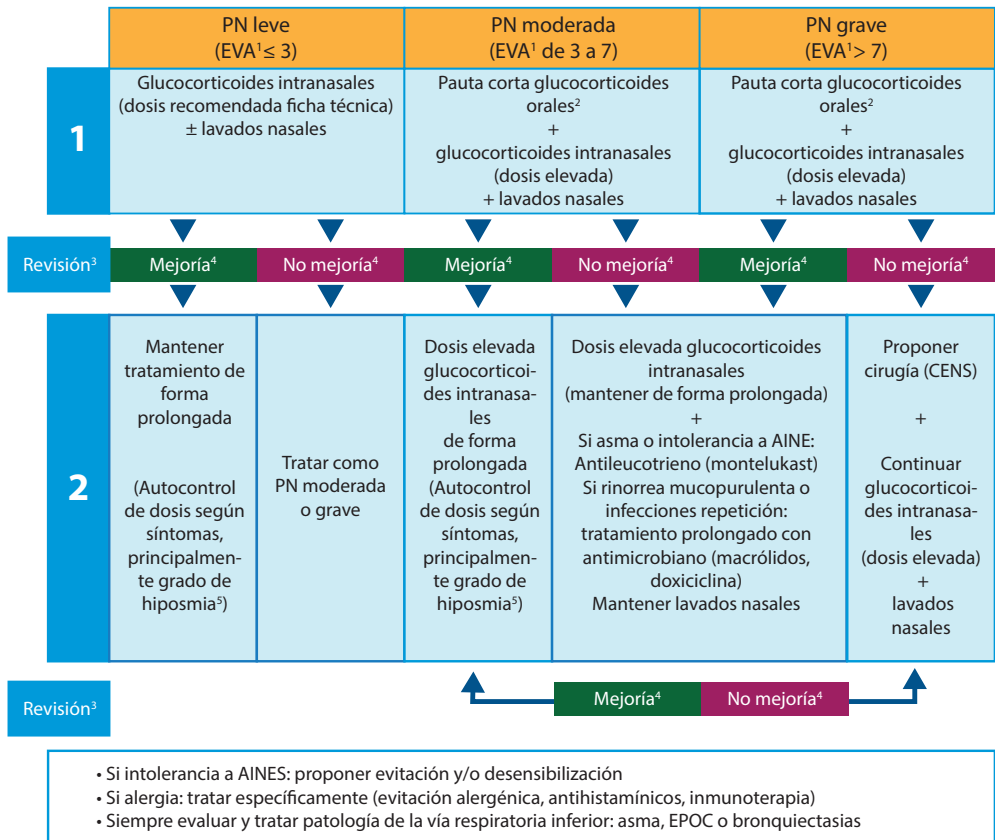 PN leve
(EVA¹≤ 3)
PN moderada
(EVA¹ de 3 a 7)
PN grave
(EVA¹> 7)
1
Glucocorticoides intranasales
(dosis recomendada ficha técnica)
± lavados nasales
Pauta corta glucocorticoides
orales²
+
glucocorticoides intranasales
(dosis elevada)
+ lavados nasales
Pauta corta glucocorticoides
orales²
+
glucocorticoides intranasales
(dosis elevada)
+ lavados nasales
Revisión³
Mejoría⁴
No mejoría⁴
Mejoría⁴
No mejoría⁴
Mejoría⁴
No mejoría⁴
2
Mantener
tratamiento de
forma
prolongada
(Autocontrol
de dosis según
síntomas,
principalmen-
te grado de
hiposmia⁵)
Tratar como
PN moderada
o grave
Dosis elevada
glucocorticoi-
des intranasa-
les
de forma
prolongada
(Autocontrol
de dosis según
síntomas,
principalmen-
te grado de
hiposmia⁵)
Dosis elevada glucocorticoides
intranasales
(mantener de forma prolongada)
+
Si asma o intolerancia a AINE:
Antileucotrieno (montelukast)
Si rinorrea mucopurulenta o
infecciones repetición:
tratamiento prolongado con
antimicrobiano (macrólidos,
doxiciclina)
Mantener lavados nasales
Proponer
cirugía (CENS)
+
Continuar
glucocorticoi-
des intranasa-
les
(dosis elevada)
+
lavados
nasales
Revisión³
Mejoría⁴
No mejoría⁴
• Si intolerancia a AINES: proponer evitación y/o desensibilización
• Si alergia: tratar específicamente (evitación alergénica, antihistamínicos, inmunoterapia)
• Siempre evaluar y tratar patología de la vía respiratoria inferior: asma, EPOC o bronquiectasias